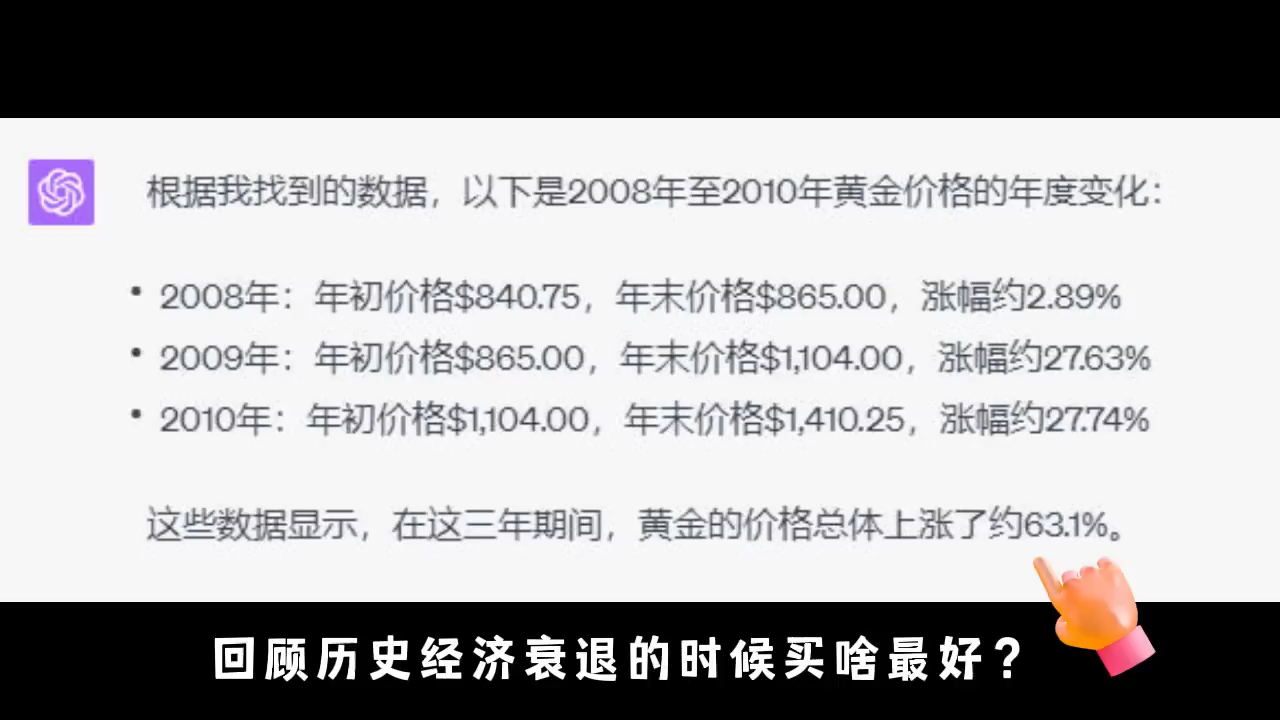 根据我找到的数据，以下是2008年至2010年黄金价格的年度变化：
• 2008年：年初价格$840.75，年末价格$865.00，涨幅约2.89%
• 2009年：年初价格$865.00，年末价格$1,104.00，涨幅约27.63%
• 2010年：年初价格$1,104.00，年末价格$1,410.25，涨幅约27.74%
这些数据显示，在这三年期间，黄金的价格总体上涨了约63.1%。
回顾历史经济衰退的时候买啥最好？